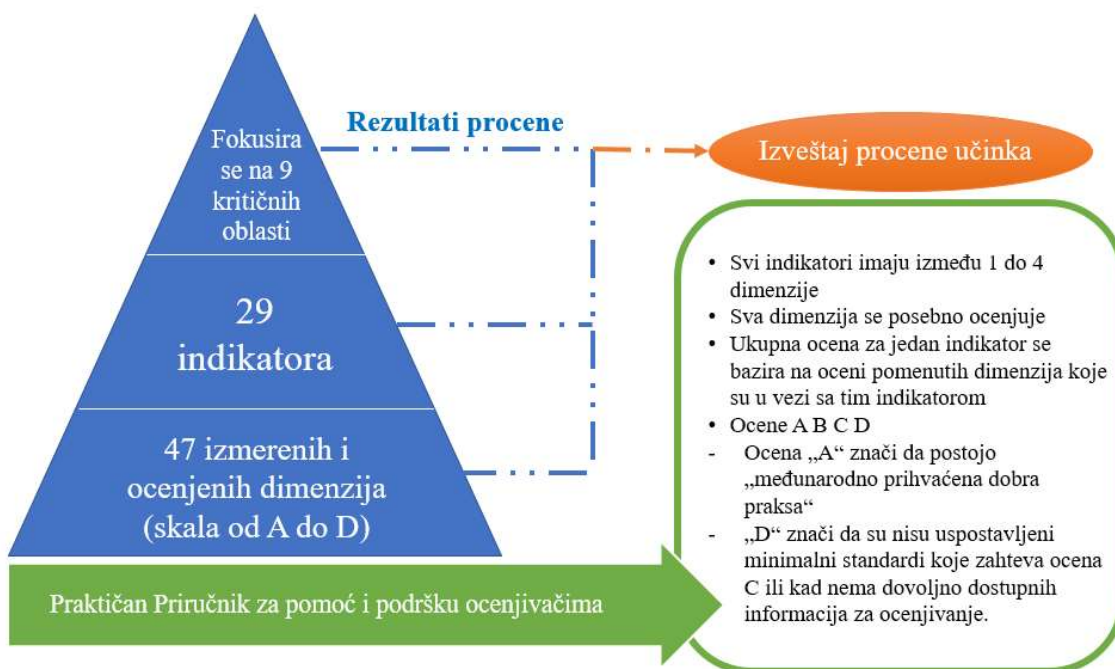 Fokusira
se na 9
kritičnih
oblasti
29
indikatora
47 izmerenih i
ocenjenih dimenzija
(skala od A do D)
Rezultati procene
Izveštaj procene učinka
• Svi indikatori imaju između 1 do 4
dimenzije
• Sva dimenzija se posebno ocenjuje
• Ukupna ocena za jedan indikator se
bazira na oceni pomenutih dimenzija koje
su u vezi sa tim indikatorom
• Ocene A B C D
- Ocena „A“ znači da postojo
„međunarodno prihvaćena dobra
praksa“
- „D“ znači da su nisu uspostavljeni
minimalni standardi koje zahteva ocena
C ili kad nema dovoljno dostupnih
informacija za ocenjivanje.
Praktičan Priručnik za pomoć i podršku ocenjivačima